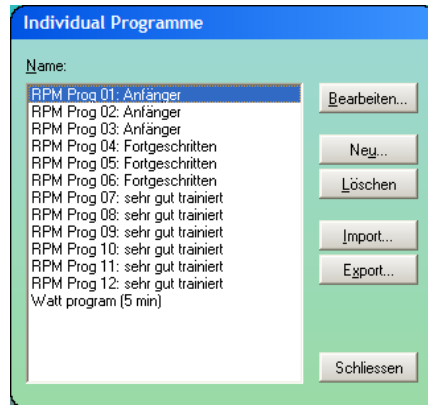 Individual Programme
Name:
RPM Prog 01: Anfänger
RPM Prog 02: Anfänger
RPM Prog 03: Anfänger
RPM Prog 04: Fortgeschritten
RPM Prog 05: Fortgeschritten
RPM Prog 06: Fortgeschritten
RPM Prog 07: sehr gut trainiert
RPM Prog 08: sehr gut trainiert
RPM Prog 09: sehr gut trainiert
RPM Prog 10: sehr gut trainiert
RPM Prog 11: sehr gut trainiert
RPM Prog 12: sehr gut trainiert
Watt program (5 min)
Bearbeiten...
Neu...
Löschen
Import...
Export...
Schliessen